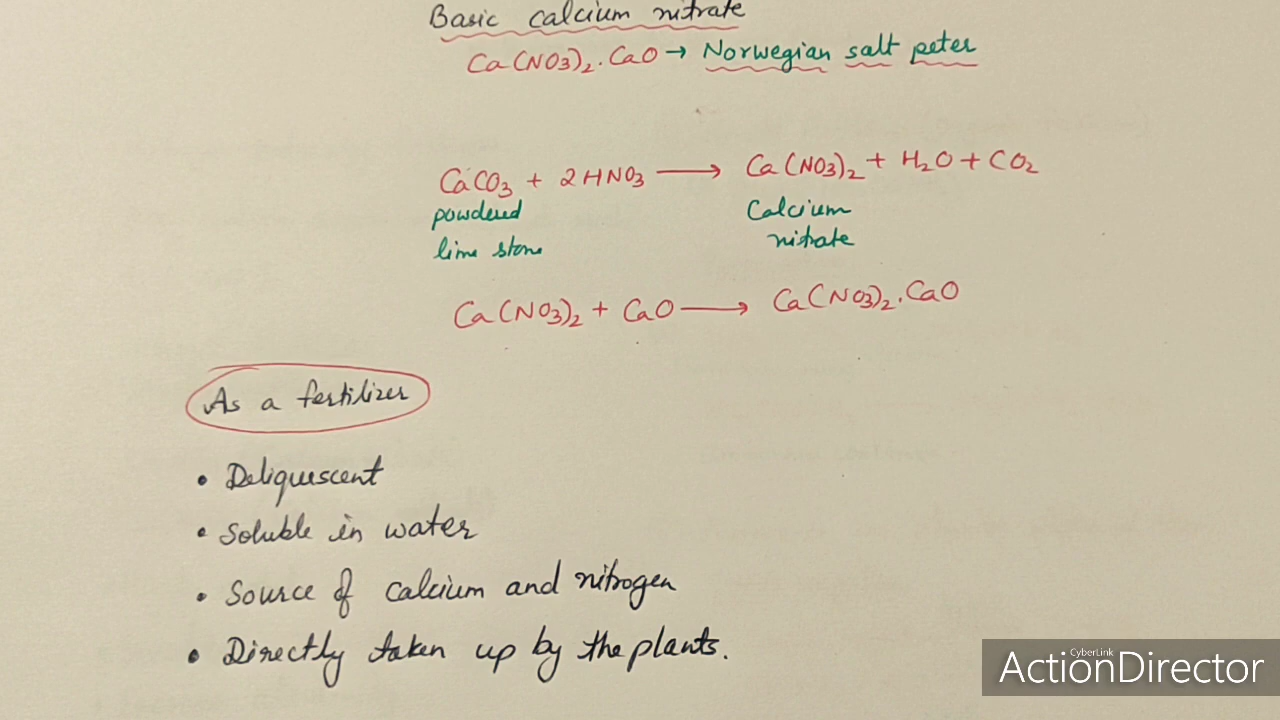 Basic calcium nitrate
Ca(NO3)2.CaO → Norwegian salt peter
CaCO3 + 2HNO3 → Ca(NO3)2 + H2O + CO2
powdered Calcium
lime stone nitrate
Ca(NO3)2 + CaO → Ca(NO3)2.CaO
As a fertilizer
• Deliquescent
• Soluble in water
• Source of calcium and nitrogen
• Directly taken up by the plants.
CyberLink
ActionDirector